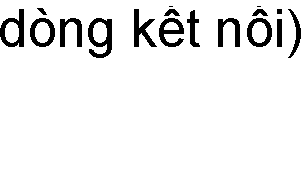 dòng kết nối)